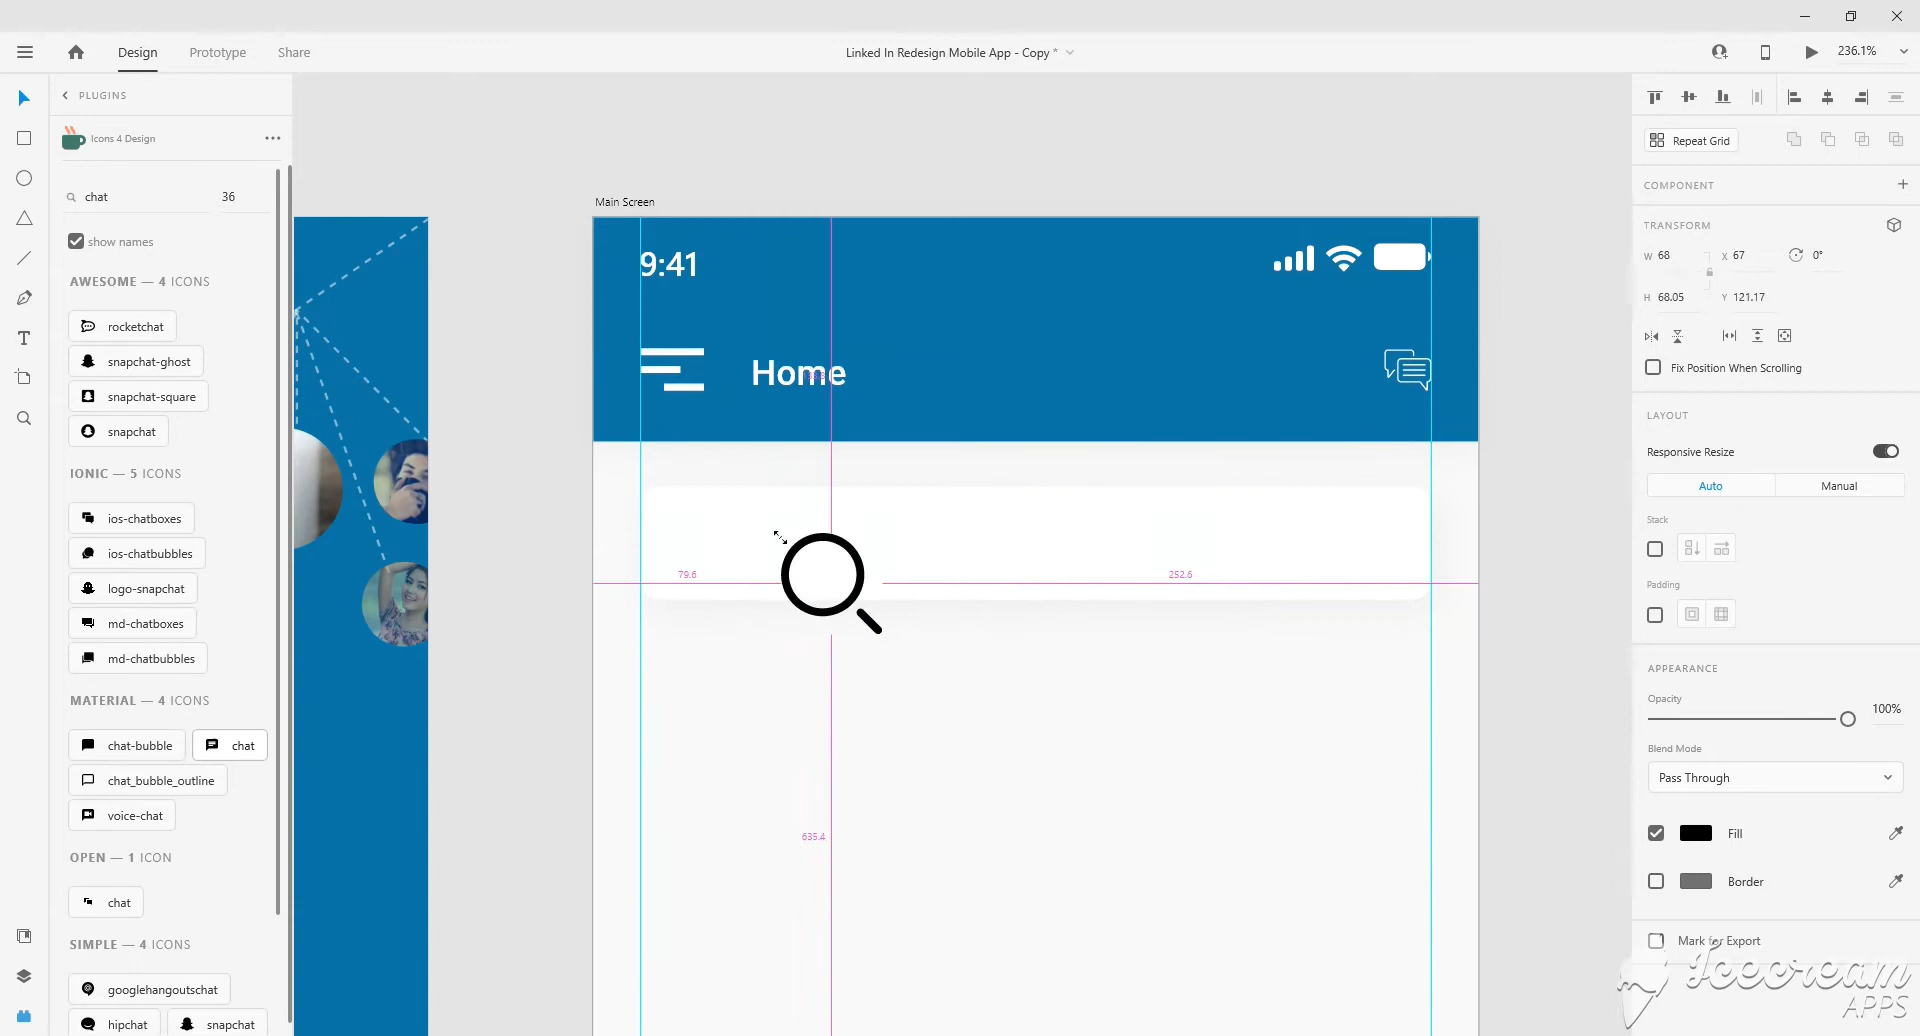 Design
Prototype
Share
Linked In Redesign Mobile App - Copy *
236.1%
PLUGINS
Icons 4 Design
chat
36
show names
AWESOME — 4 ICONS
rocketchat
snapchat-ghost
snapchat-square
snapchat
IONIC — 5 ICONS
ios-chatboxes
ios-chatbubbles
logo-snapchat
md-chatboxes
md-chatbubbles
MATERIAL — 4 ICONS
chat-bubble
chat
chat_bubble_outline
voice-chat
OPEN — 1 ICON
chat
SIMPLE — 4 ICONS
googlehangoutschat
hipchat
snapchat
Main Screen
9:41
Home
79.6
252.6
635.4
Repeat Grid
COMPONENT
TRANSFORM
W 68
X 67
0°
H 68.05
Y 121.17
Fix Position When Scrolling
LAYOUT
Responsive Resize
Auto
Manual
Stack
Padding
APPEARANCE
Opacity
100%
Blend Mode
Pass Through
Fill
Border
Mark for Export
Icecream
APPS